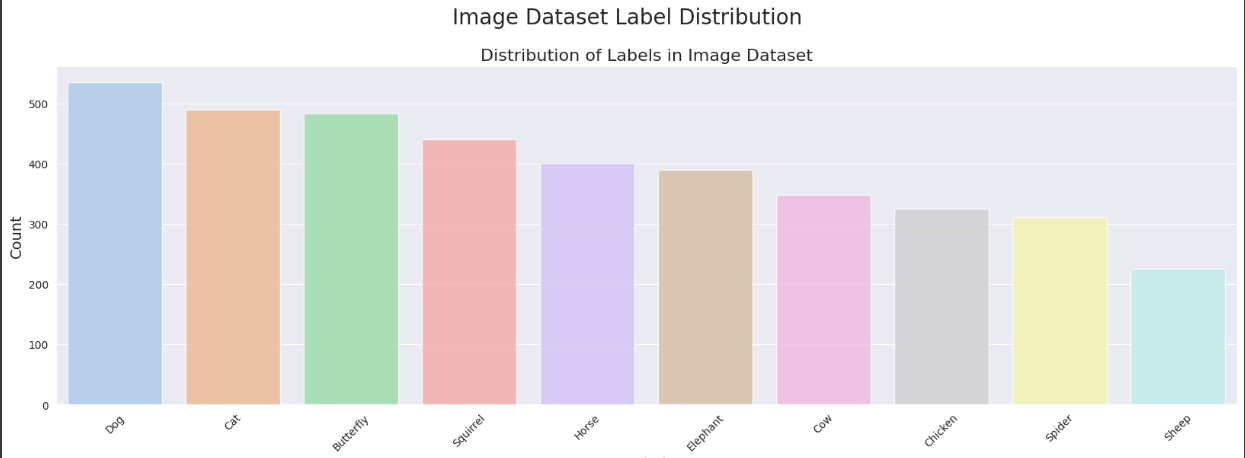 Image Dataset Label Distribution
Distribution of Labels in Image Dataset
Count
500
400
300
200
100
0
Dog
Cat
Butterfly
Squirrel
Horse
Elephant
Cow
Chicken
Spider
Sheep